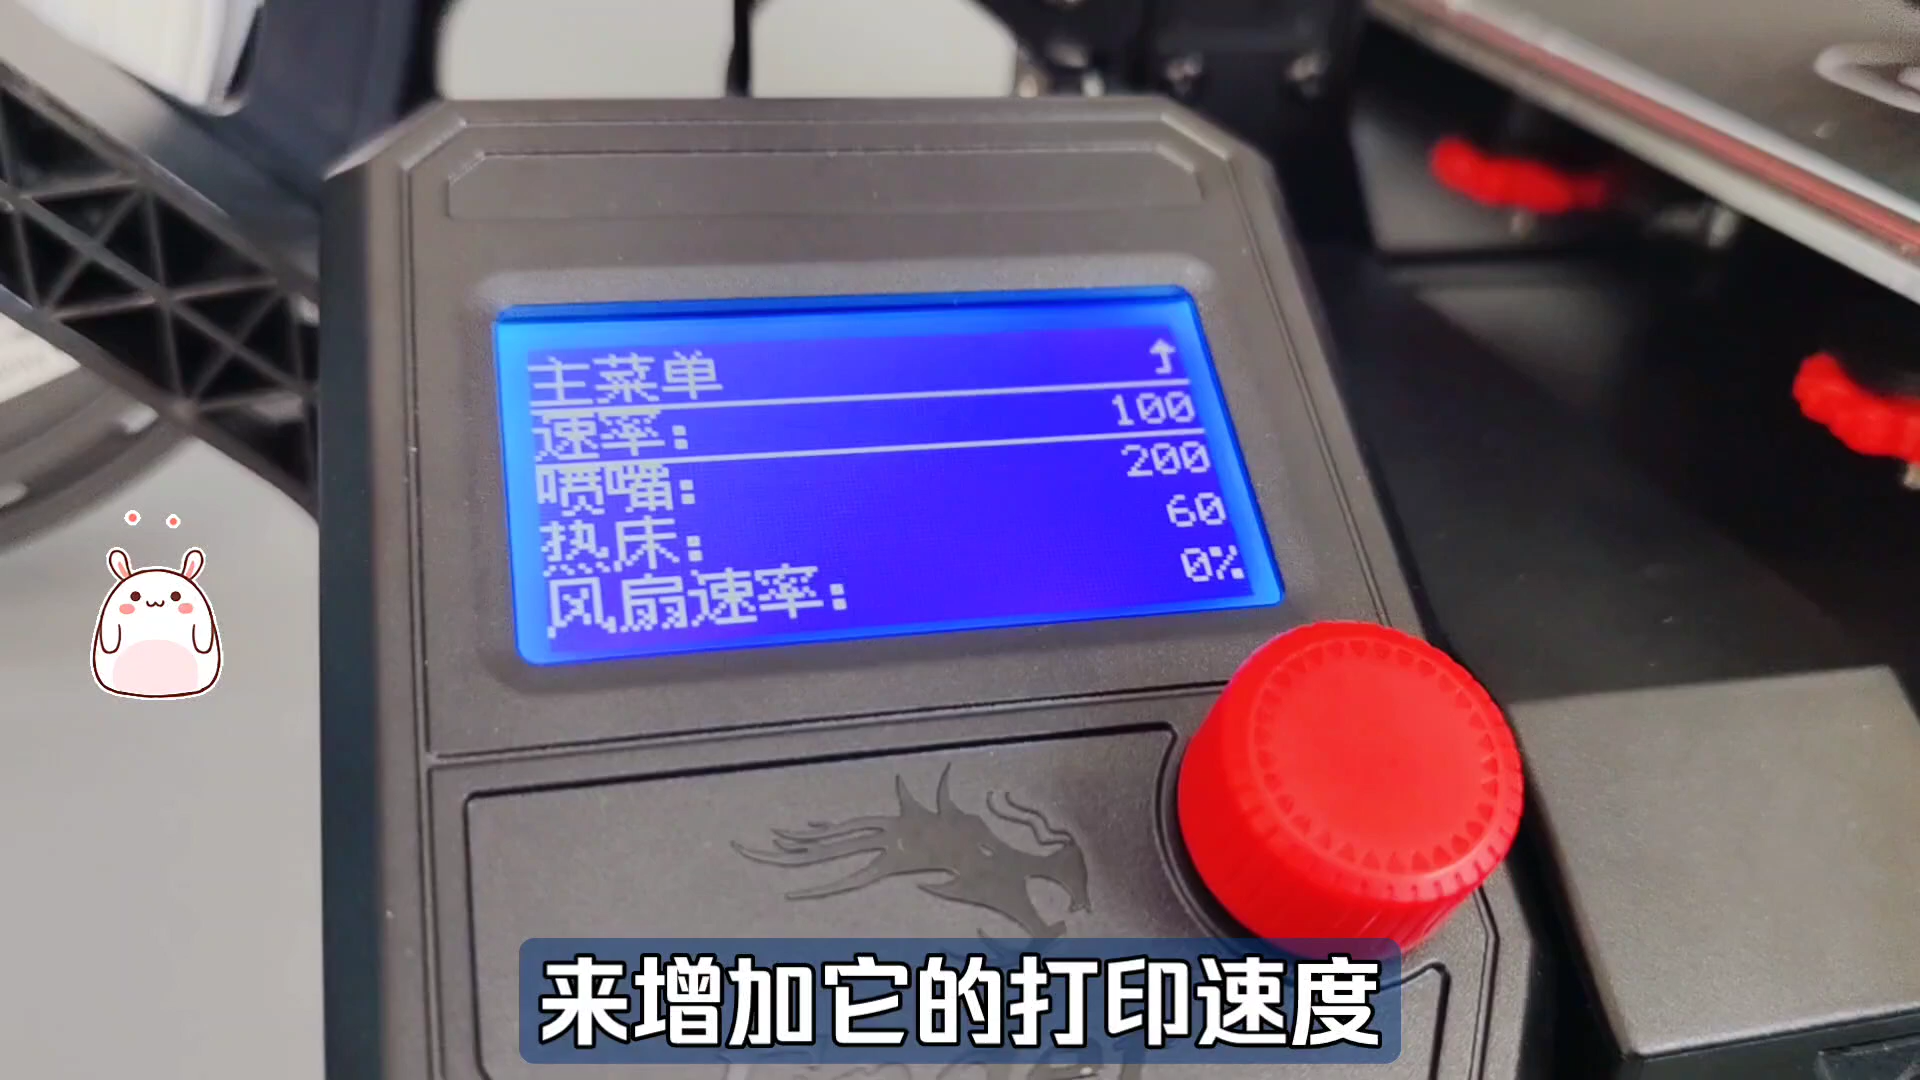 主菜单
速率: 100
喷嘴: 200
热床: 60
风扇速率: 0%
来增加它的打印速度